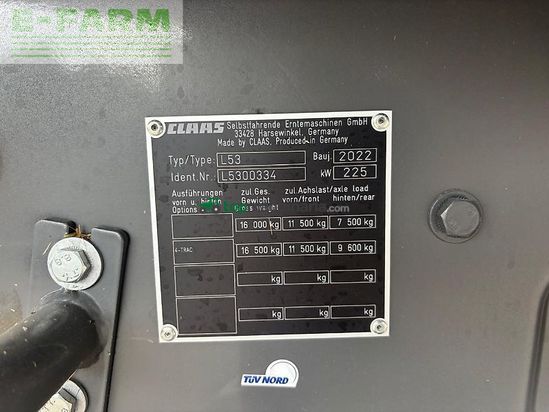 E-FARM
CLAAS Selbstfahrende Erntemaschinen GmbH
33428 Harsewinkel, Germany
Made by CLAAS, Produced in Germany
Typ/Type: L53 Bauj. 2022
Ident.Nr.: L5300334 kW 225
Ausführungen zul.Ges. zul.Achslast/axle load
vorn u. hinten Gewicht vorn/front hinten/rear
Options Gross weight
16 000 kg 11 500 kg 7 500 kg
4-TRAC 16 500 kg 11 500 kg 9 600 kg
kg kg kg
kg kg kg
TÜV NORD
8.8